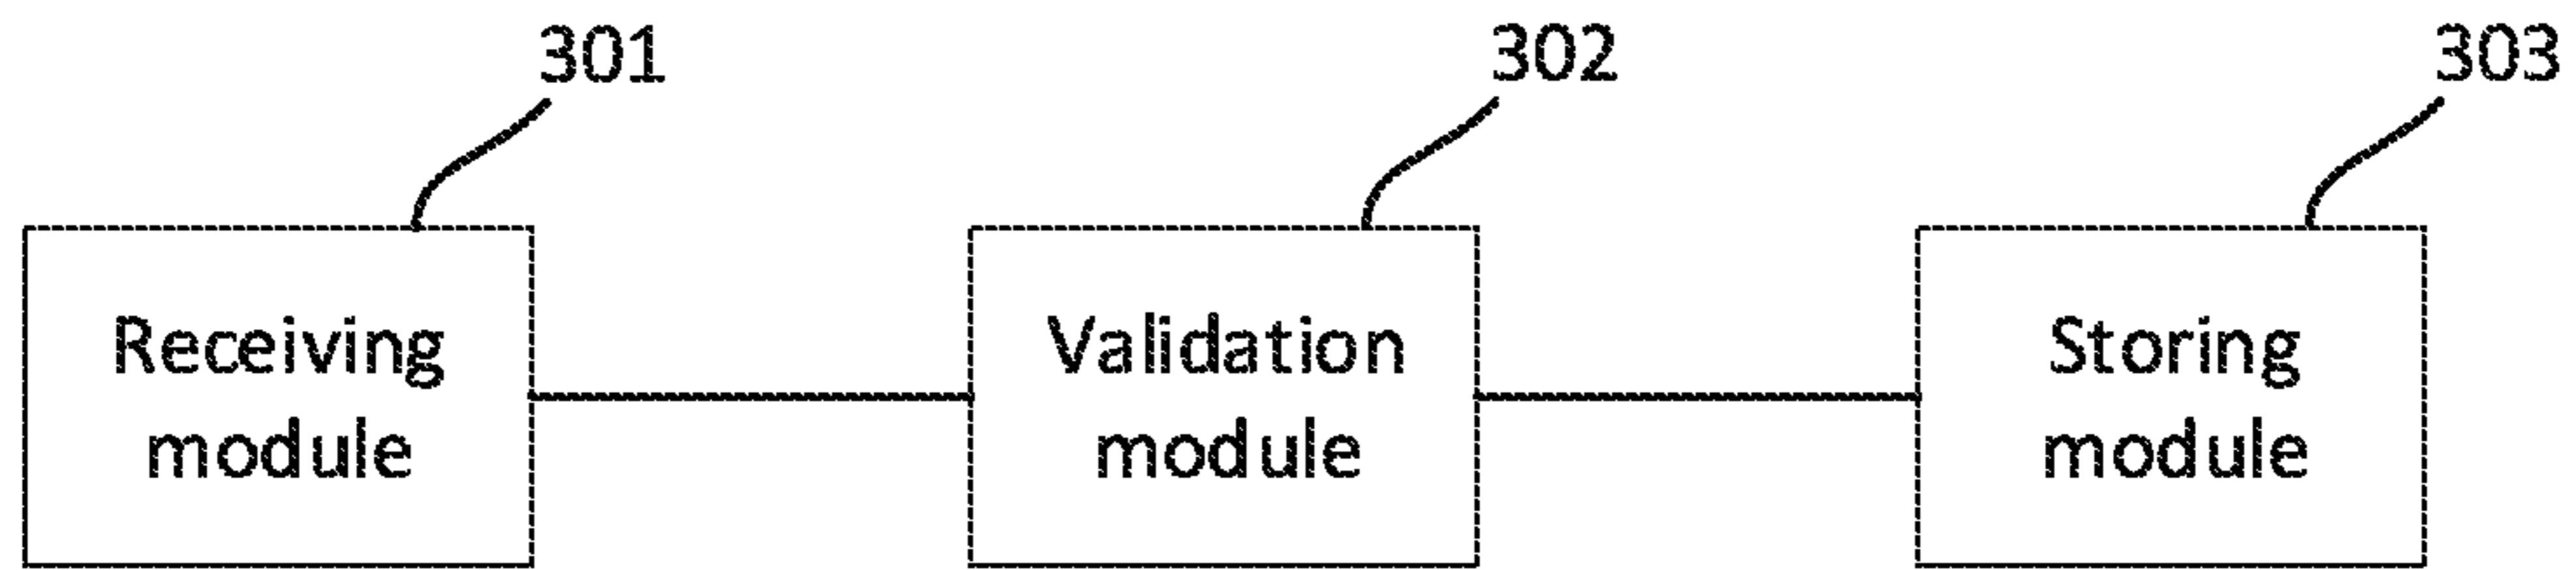 301
302
303
Receiving
module
Validation
module
Storing
module